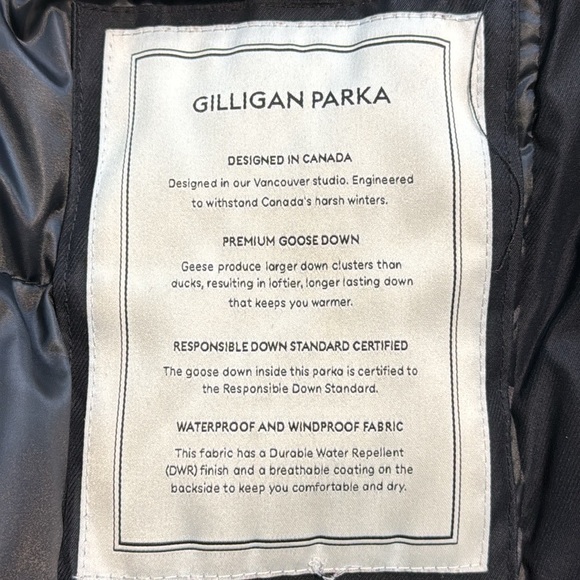 GILLIGAN PARKA
DESIGNED IN CANADA
Designed in our Vancouver studio. Engineered
to withstand Canada's harsh winters.
PREMIUM GOOSE DOWN
Geese produce larger down clusters than
ducks, resulting in loftier, longer lasting down
that keeps you warmer.
RESPONSIBLE DOWN STANDARD CERTIFIED
The goose down inside this parka is certified to
the Responsible Down Standard.
WATERPROOF AND WINDPROOF FABRIC
This fabric has a Durable Water Repellent
(DWR) finish and a breathable coating on the
backside to keep you comfortable and dry.